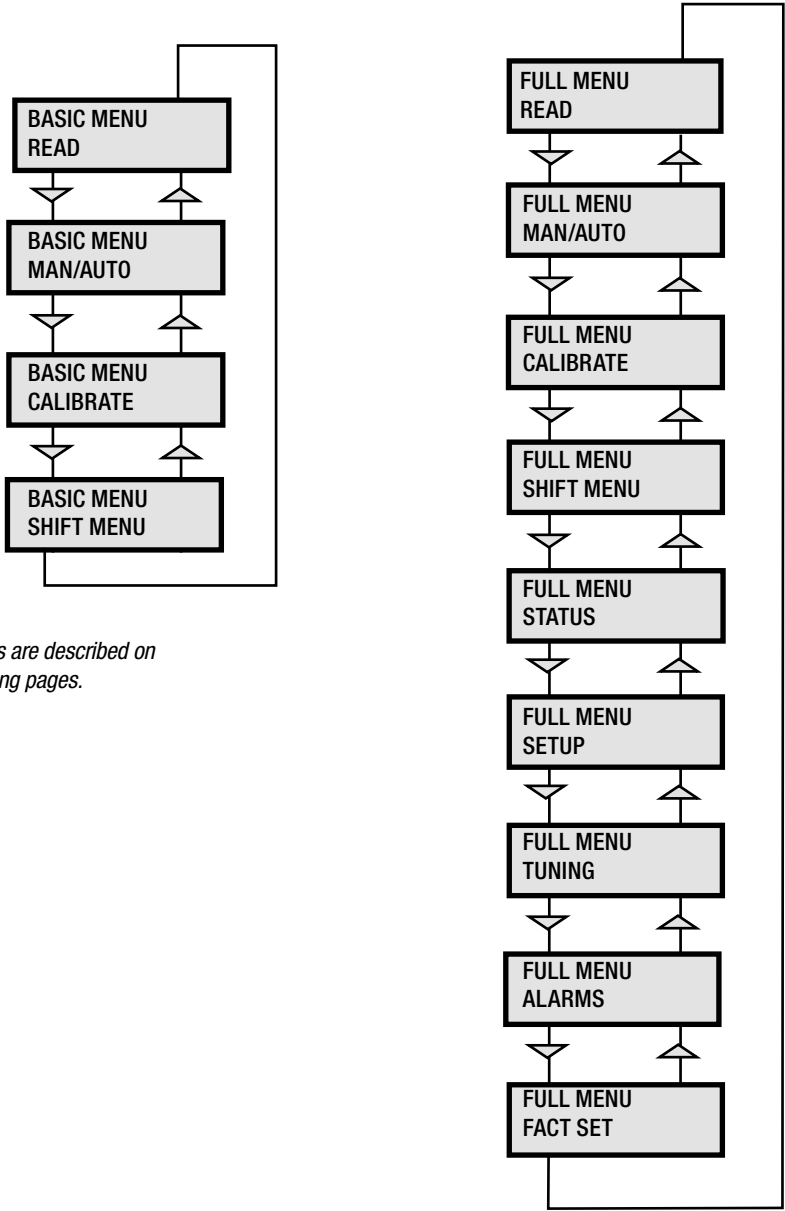 BASIC MENU
READ
BASIC MENU
MAN/AUTO
BASIC MENU
CALIBRATE
BASIC MENU
SHIFT MENU
are described on
pages.
FULL MENU
READ
FULL MENU
MAN/AUTO
FULL MENU
CALIBRATE
FULL MENU
SHIFT MENU
FULL MENU
STATUS
FULL MENU
SETUP
FULL MENU
TUNING
FULL MENU
ALARMS
FULL MENU
FACT SET